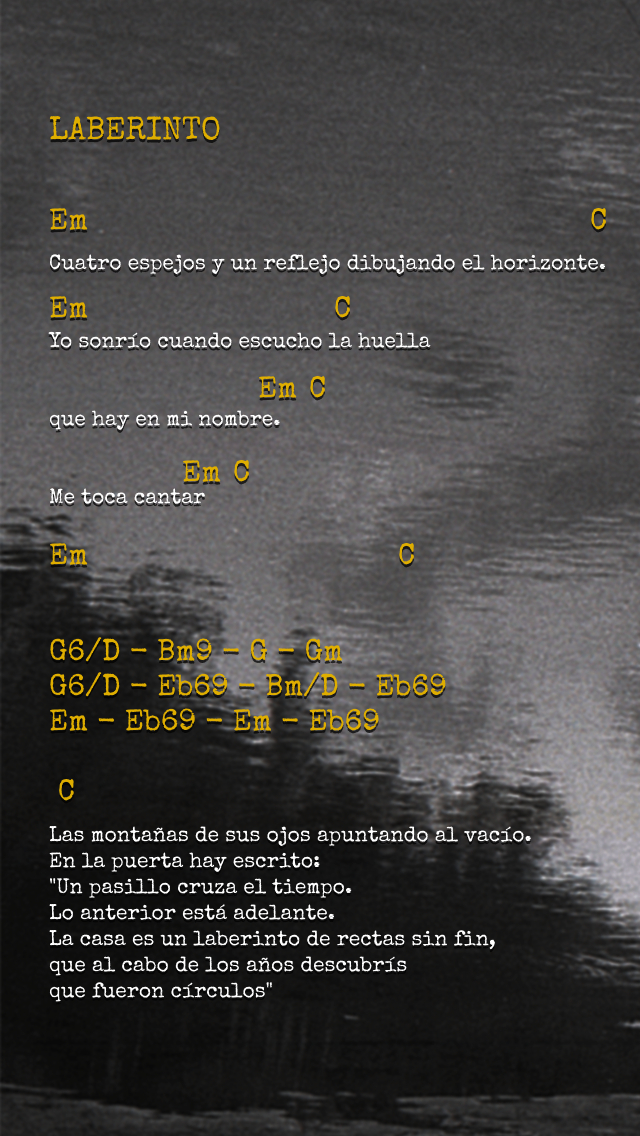 LABERINTO
Em C
Cuatro espejos y un reflejo dibujando el horizonte.
Em C
Yo sonrío cuando escucho la huella
Em C
que hay en mi nombre.
Em C
Me toca cantar
Em C
G6/D - Bm9 - G - Gm
G6/D - Eb69 - Bm/D - Eb69
Em - Eb69 - Em - Eb69
C
Las montañas de sus ojos apuntando al vacío.
En la puerta hay escrito:
"Un pasillo cruza el tiempo.
Lo anterior está adelante.
La casa es un laberinto de rectas sin fin,
que al cabo de los años descubrís
que fueron círculos"